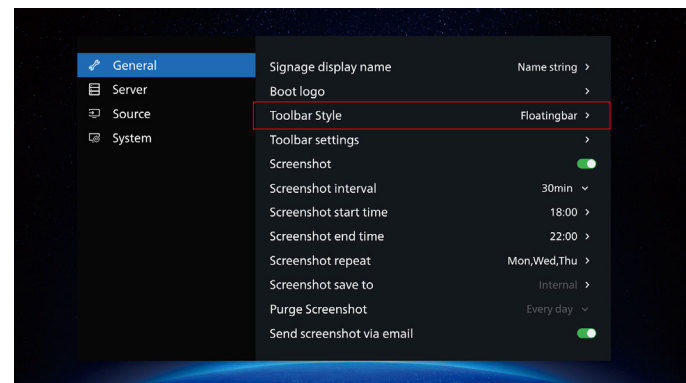 General
Server
Source
System
Signage display name Name string >
Boot logo >
Toolbar Style Floatingbar >
Toolbar settings >
Screenshot
Screenshot interval 30min
Screenshot start time 18:00 >
Screenshot end time 22:00 >
Screenshot repeat Mon,Wed,Thu >
Screenshot save to Internal >
Purge Screenshot Every day
Send screenshot via email